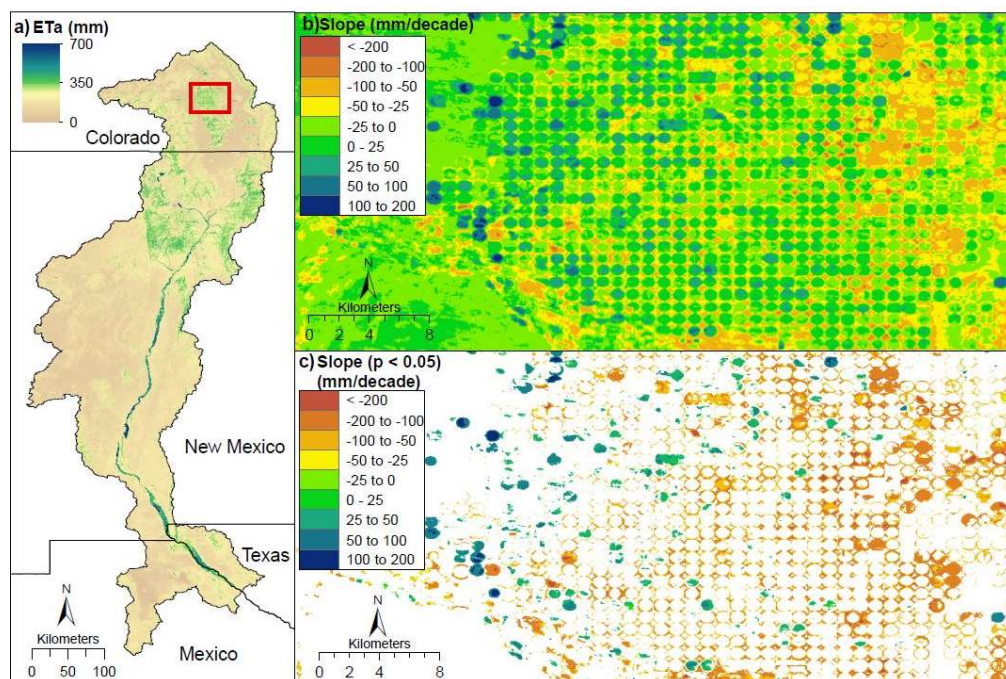 a) ETa (mm)
700
350
0
Colorado
New Mexico
Texas
Mexico
N
Kilometers
0 50 100
b) Slope (mm/decade)
< -200
-200 to -100
-100 to -50
-50 to -25
-25 to 0
0 - 25
25 to 50
50 to 100
100 to 200
N
Kilometers
0 2 4 8
c) Slope (p < 0.05)
(mm/decade)
< -200
-200 to -100
-100 to -50
-50 to -25
-25 to 0
0 - 25
25 to 50
50 to 100
100 to 200
N
Kilometers
0 2 4 8